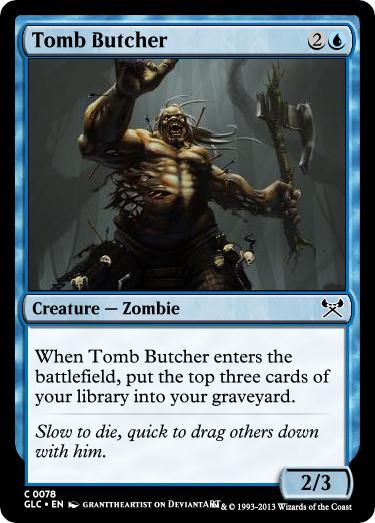 Tomb Butcher 2
Creature — Zombie
When Tomb Butcher enters the
battlefield, put the top three cards of
your library into your graveyard.
Slow to die, quick to drag others down
with him.
2/3
C 0078
GLC • EN GRANTTHEARTIST ON DEVIANTART & © 1993-2013 Wizards of the Coast